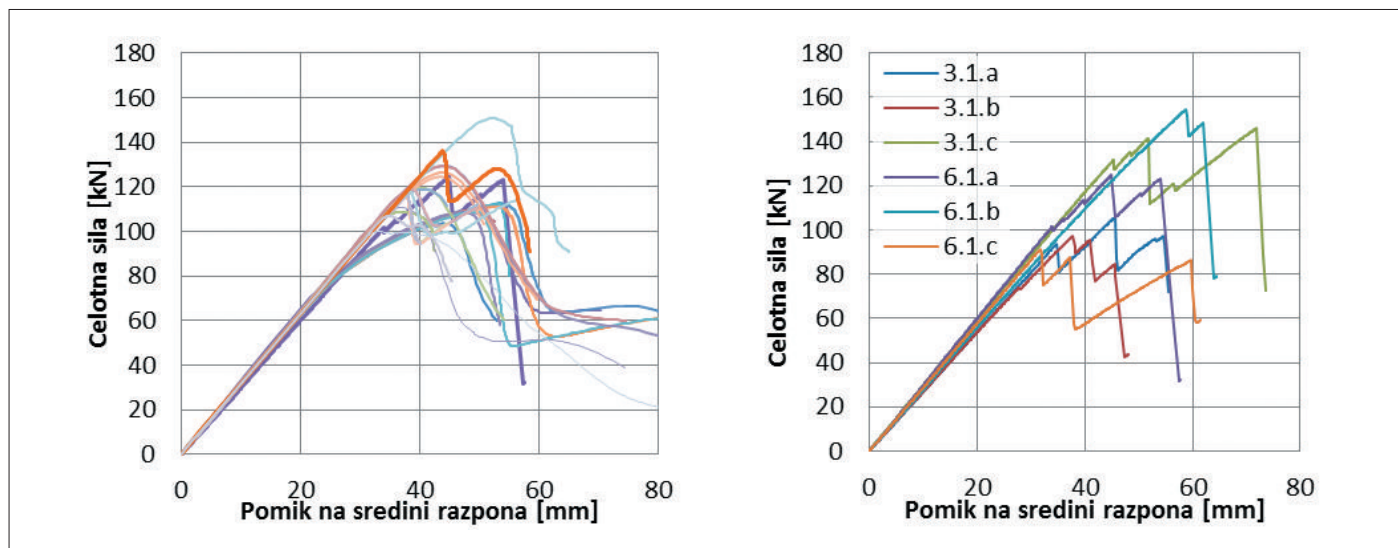 180
160
140
120
100
80
60
40
20
0
Celotna sila [kN]
0 20 40 60 80
Pomik na sredini razpona [mm]
180
160
140
120
100
80
60
40
20
0
Celotna sila [kN]
3.1.a
3.1.b
3.1.c
6.1.a
6.1.b
6.1.c
0 20 40 60 80
Pomik na sredini razpona [mm]